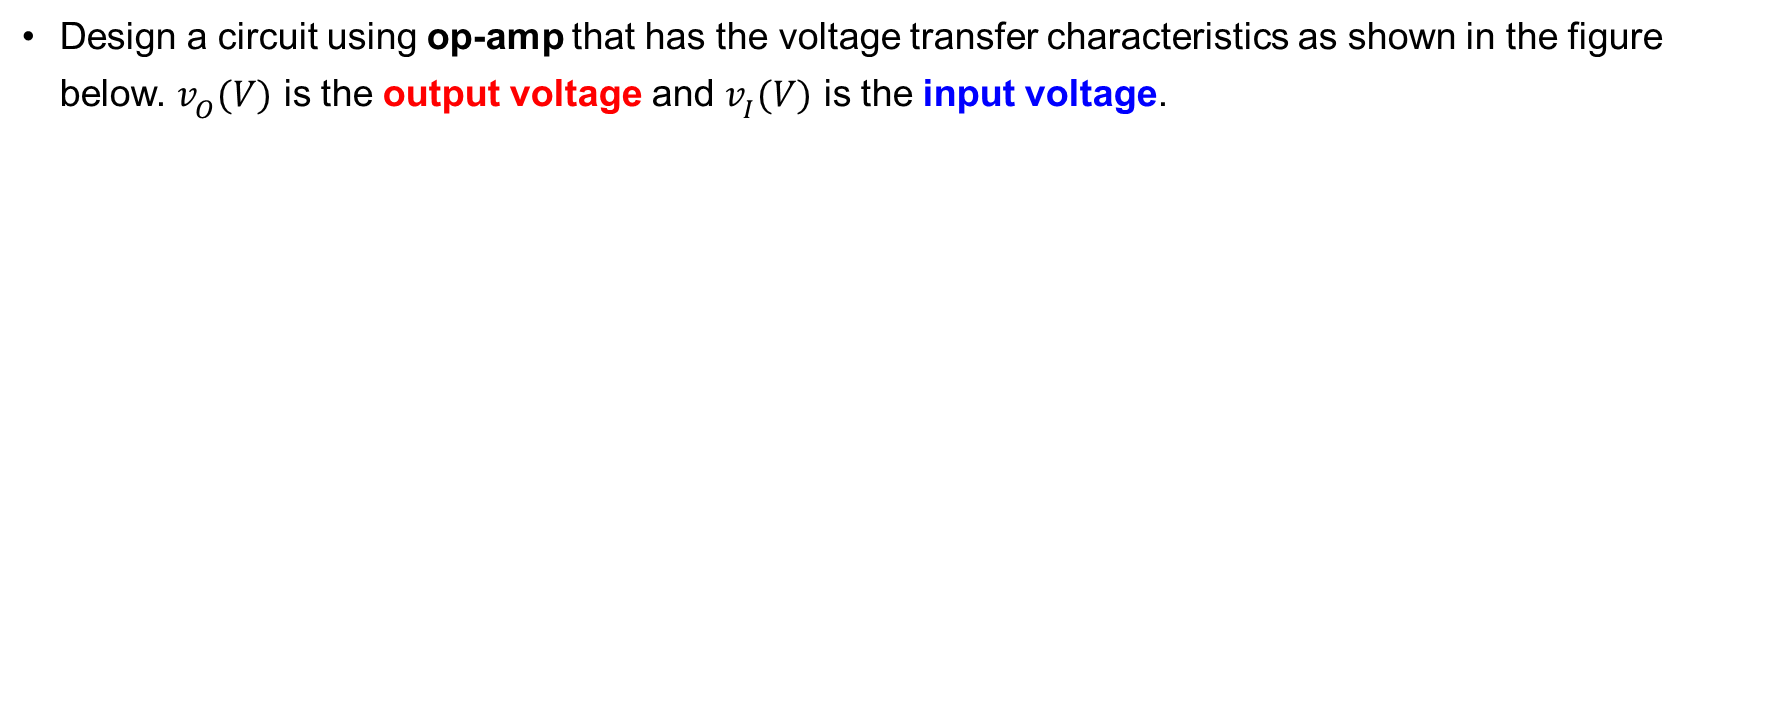 • Design a circuit using op-amp that has the voltage transfer characteristics as shown in the figure
below. v_O(V) is the output voltage and v_I(V) is the input voltage.